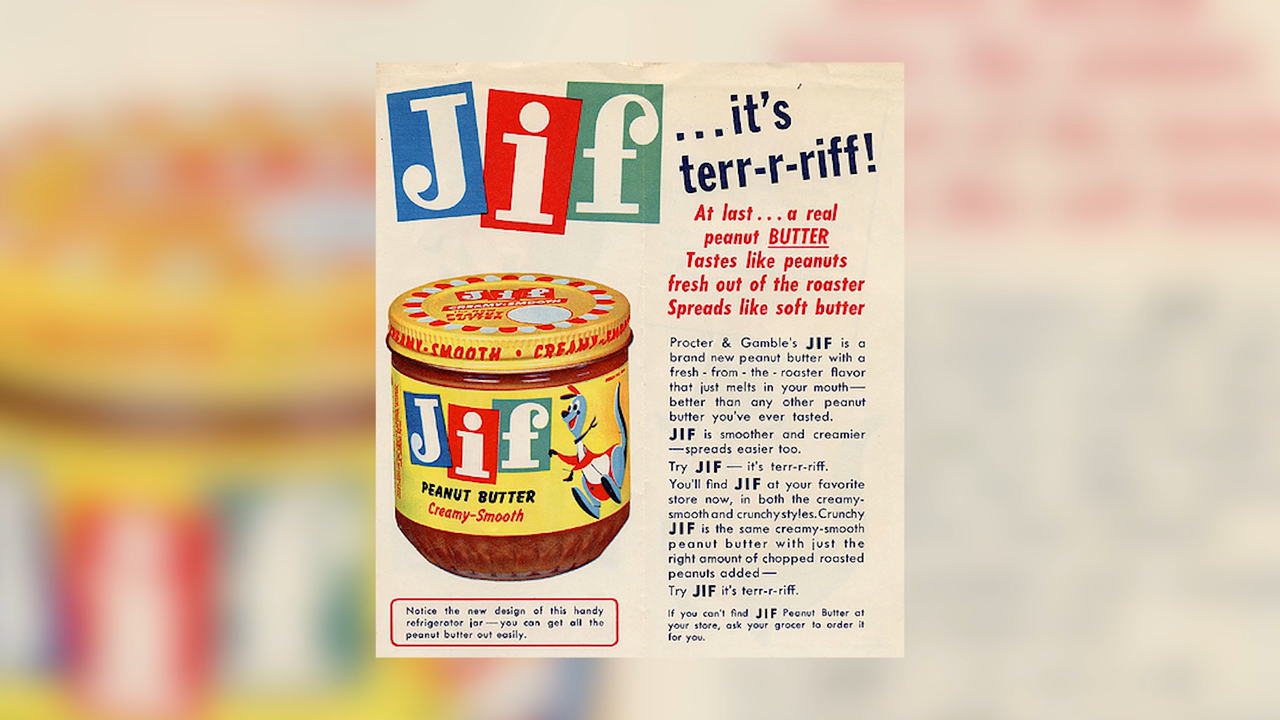 Jif
...it's
terr-r-riff!
At last...a real
peanut BUTTER
Tastes like peanuts
fresh out of the roaster
Spreads like soft butter
Procter & Gamble's JIF is a
brand new peanut butter with a
fresh - from - the - roaster flavor
that just melts in your mouth—
better than any other peanut
butter you've ever tasted.
JIF is smoother and creamier
—spreads easier too.
Try JIF — it's terr-r-riff.
You'll find JIF at your favorite
store now, in both the creamy-
smooth and crunchy styles. Crunchy
JIF is the same creamy-smooth
peanut butter with just the
right amount of chopped roasted
peanuts added—
Try JIF it's terr-r-riff.
If you can't find JIF Peanut Butter at
your store, ask your grocer to order it
for you.
Jif
CREAMY-SMOOTH
PEANUT BUTTER
-SMOOTH • CREAMY-
Jif
PEANUT BUTTER
Creamy-Smooth
Notice the new design of this handy
refrigerator jar—you can get all the
peanut butter out easily.